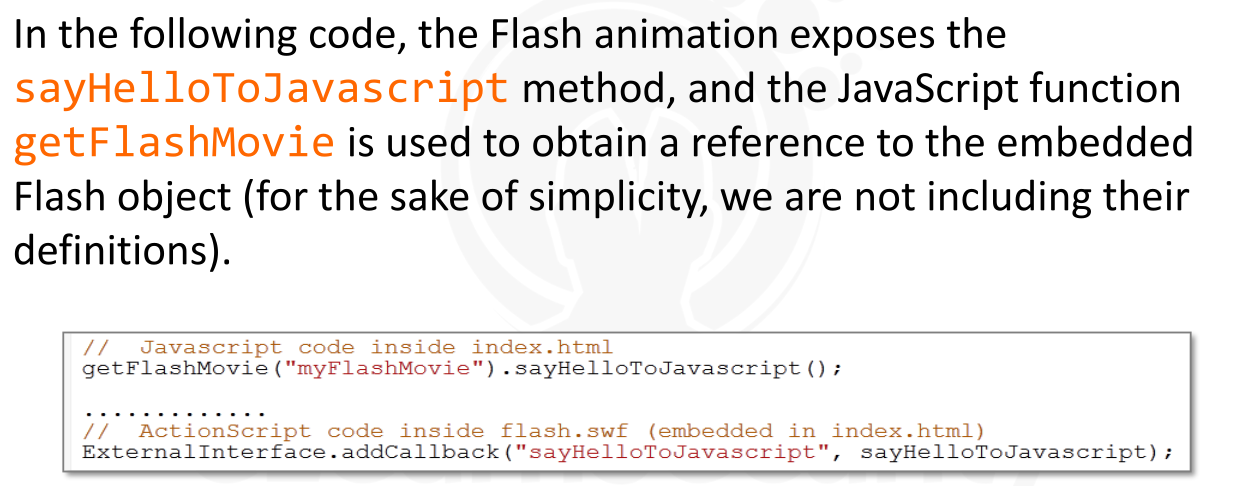 In the following code, the Flash animation exposes the
sayHelloToJavascript method, and the JavaScript function
getFlashMovie is used to obtain a reference to the embedded
Flash object (for the sake of simplicity, we are not including their
definitions).
//  Javascript code inside index.html
getFlashMovie("myFlashMovie").sayHelloToJavascript();
.............
//  ActionScript code inside flash.swf (embedded in index.html)
ExternalInterface.addCallback("sayHelloToJavascript", sayHelloToJavascript);